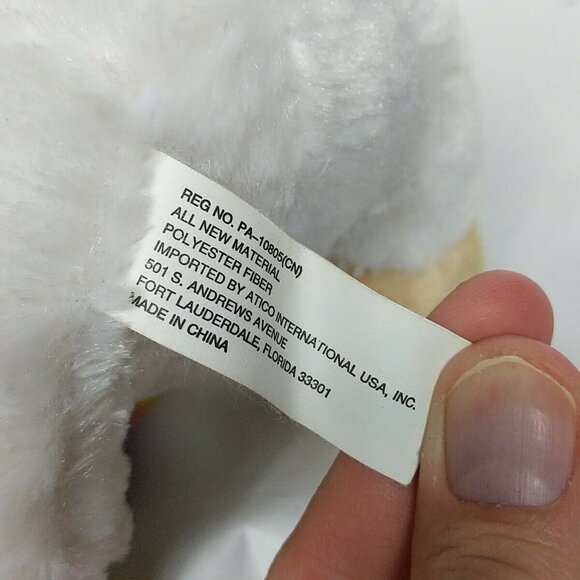 REG NO. PA-10805(CN)
ALL NEW MATERIAL
POLYESTER FIBER
IMPORTED BY ATICO INTERNATIONAL USA, INC.
501 S. ANDREWS AVENUE
FORT LAUDERDALE, FLORIDA 33301
MADE IN CHINA